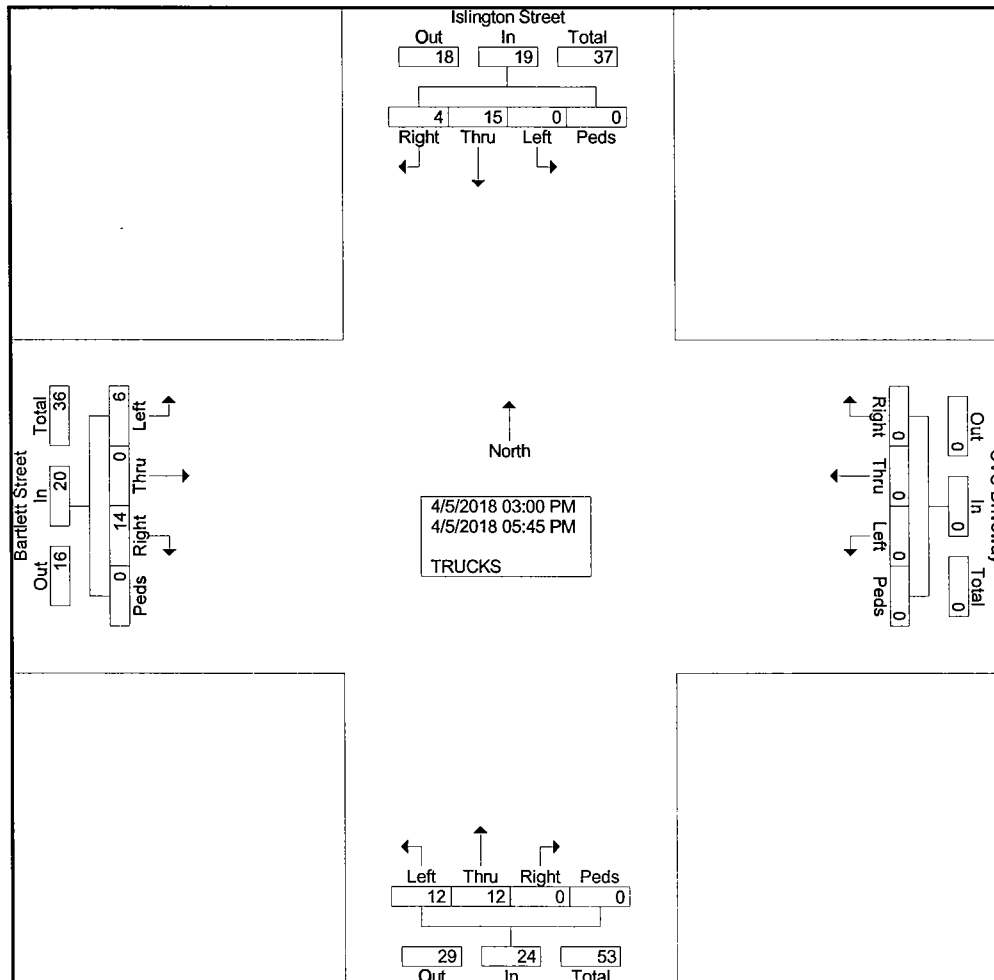 Islington Street
Out In Total
18 19 37
4 15 0 0
Right Thru Left Peds
Bartlett Street
Total In Out
36 20 16
6 0 14 0
Left Thru Right Peds
North
4/5/2018 03:00 PM
4/5/2018 05:45 PM
TRUCKS
Right Thru Left Peds
0 0 0 0
Out In Total
0 0 0
Left Thru Right Peds
12 12 0 0
29 24 53
Out In Total